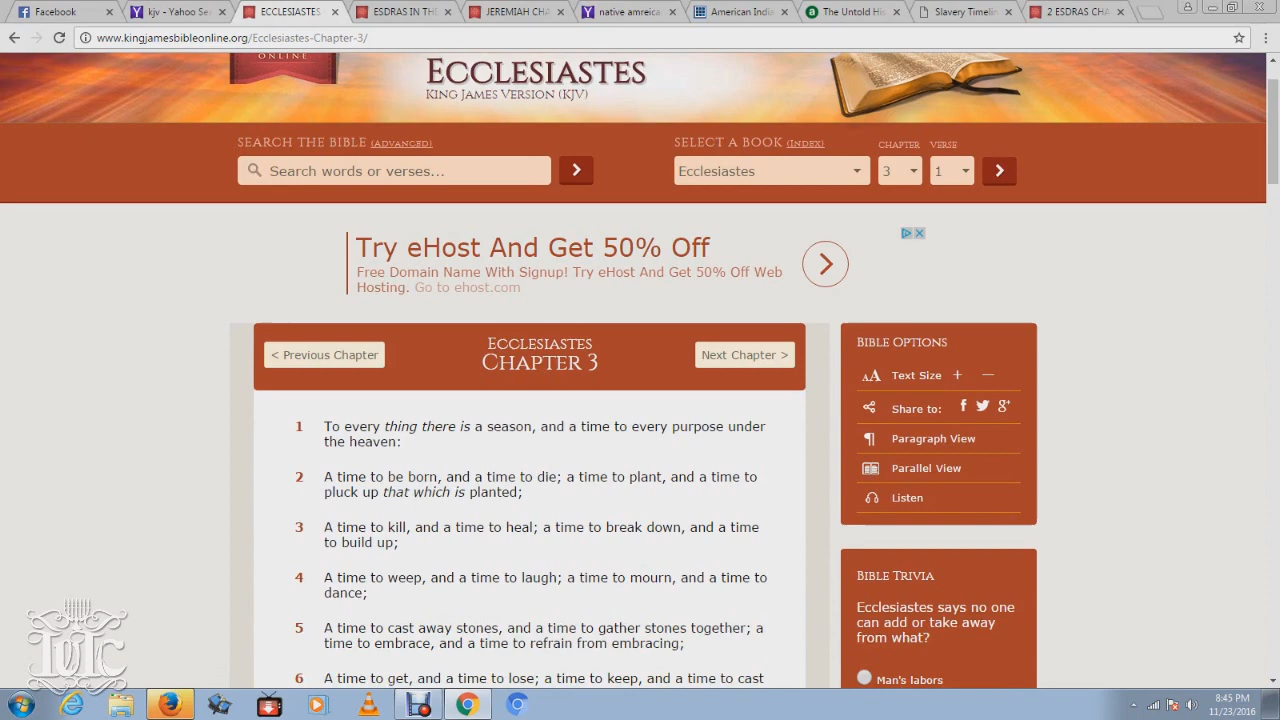 Facebook
kjv - Yahoo Se
ECCLESIASTES
ESDRAS IN THE
JEREMIAH CHA
native amreica
American India
The Untold His
Slavery Timelin
2 ESDRAS CHA
www.kingjamesbibleonline.org/Ecclesiastes-Chapter-3/
ONLINE
ECCLESIASTES
KING JAMES VERSION (KJV)
SEARCH THE BIBLE (ADVANCED)
SELECT A BOOK (INDEX)
CHAPTER
VERSE
Search words or verses...
Ecclesiastes
3
1
Try eHost And Get 50% Off
Free Domain Name With Signup! Try eHost And Get 50% Off Web
Hosting. Go to ehost.com
< Previous Chapter
ECCLESIASTES
CHAPTER 3
Next Chapter >
1 To every thing there is a season, and a time to every purpose under
the heaven:
2 A time to be born, and a time to die; a time to plant, and a time to
pluck up that which is planted;
3 A time to kill, and a time to heal; a time to break down, and a time
to build up;
4 A time to weep, and a time to laugh; a time to mourn, and a time to
dance;
5 A time to cast away stones, and a time to gather stones together; a
time to embrace, and a time to refrain from embracing;
6 A time to get, and a time to lose; a time to keep, and a time to cast
BIBLE OPTIONS
AA Text Size + —
Share to: f g+
¶ Paragraph View
Parallel View
Listen
BIBLE TRIVIA
Ecclesiastes says no one
can add or take away
from what?
Man's labors
IUIC
8:45 PM
11/23/2016